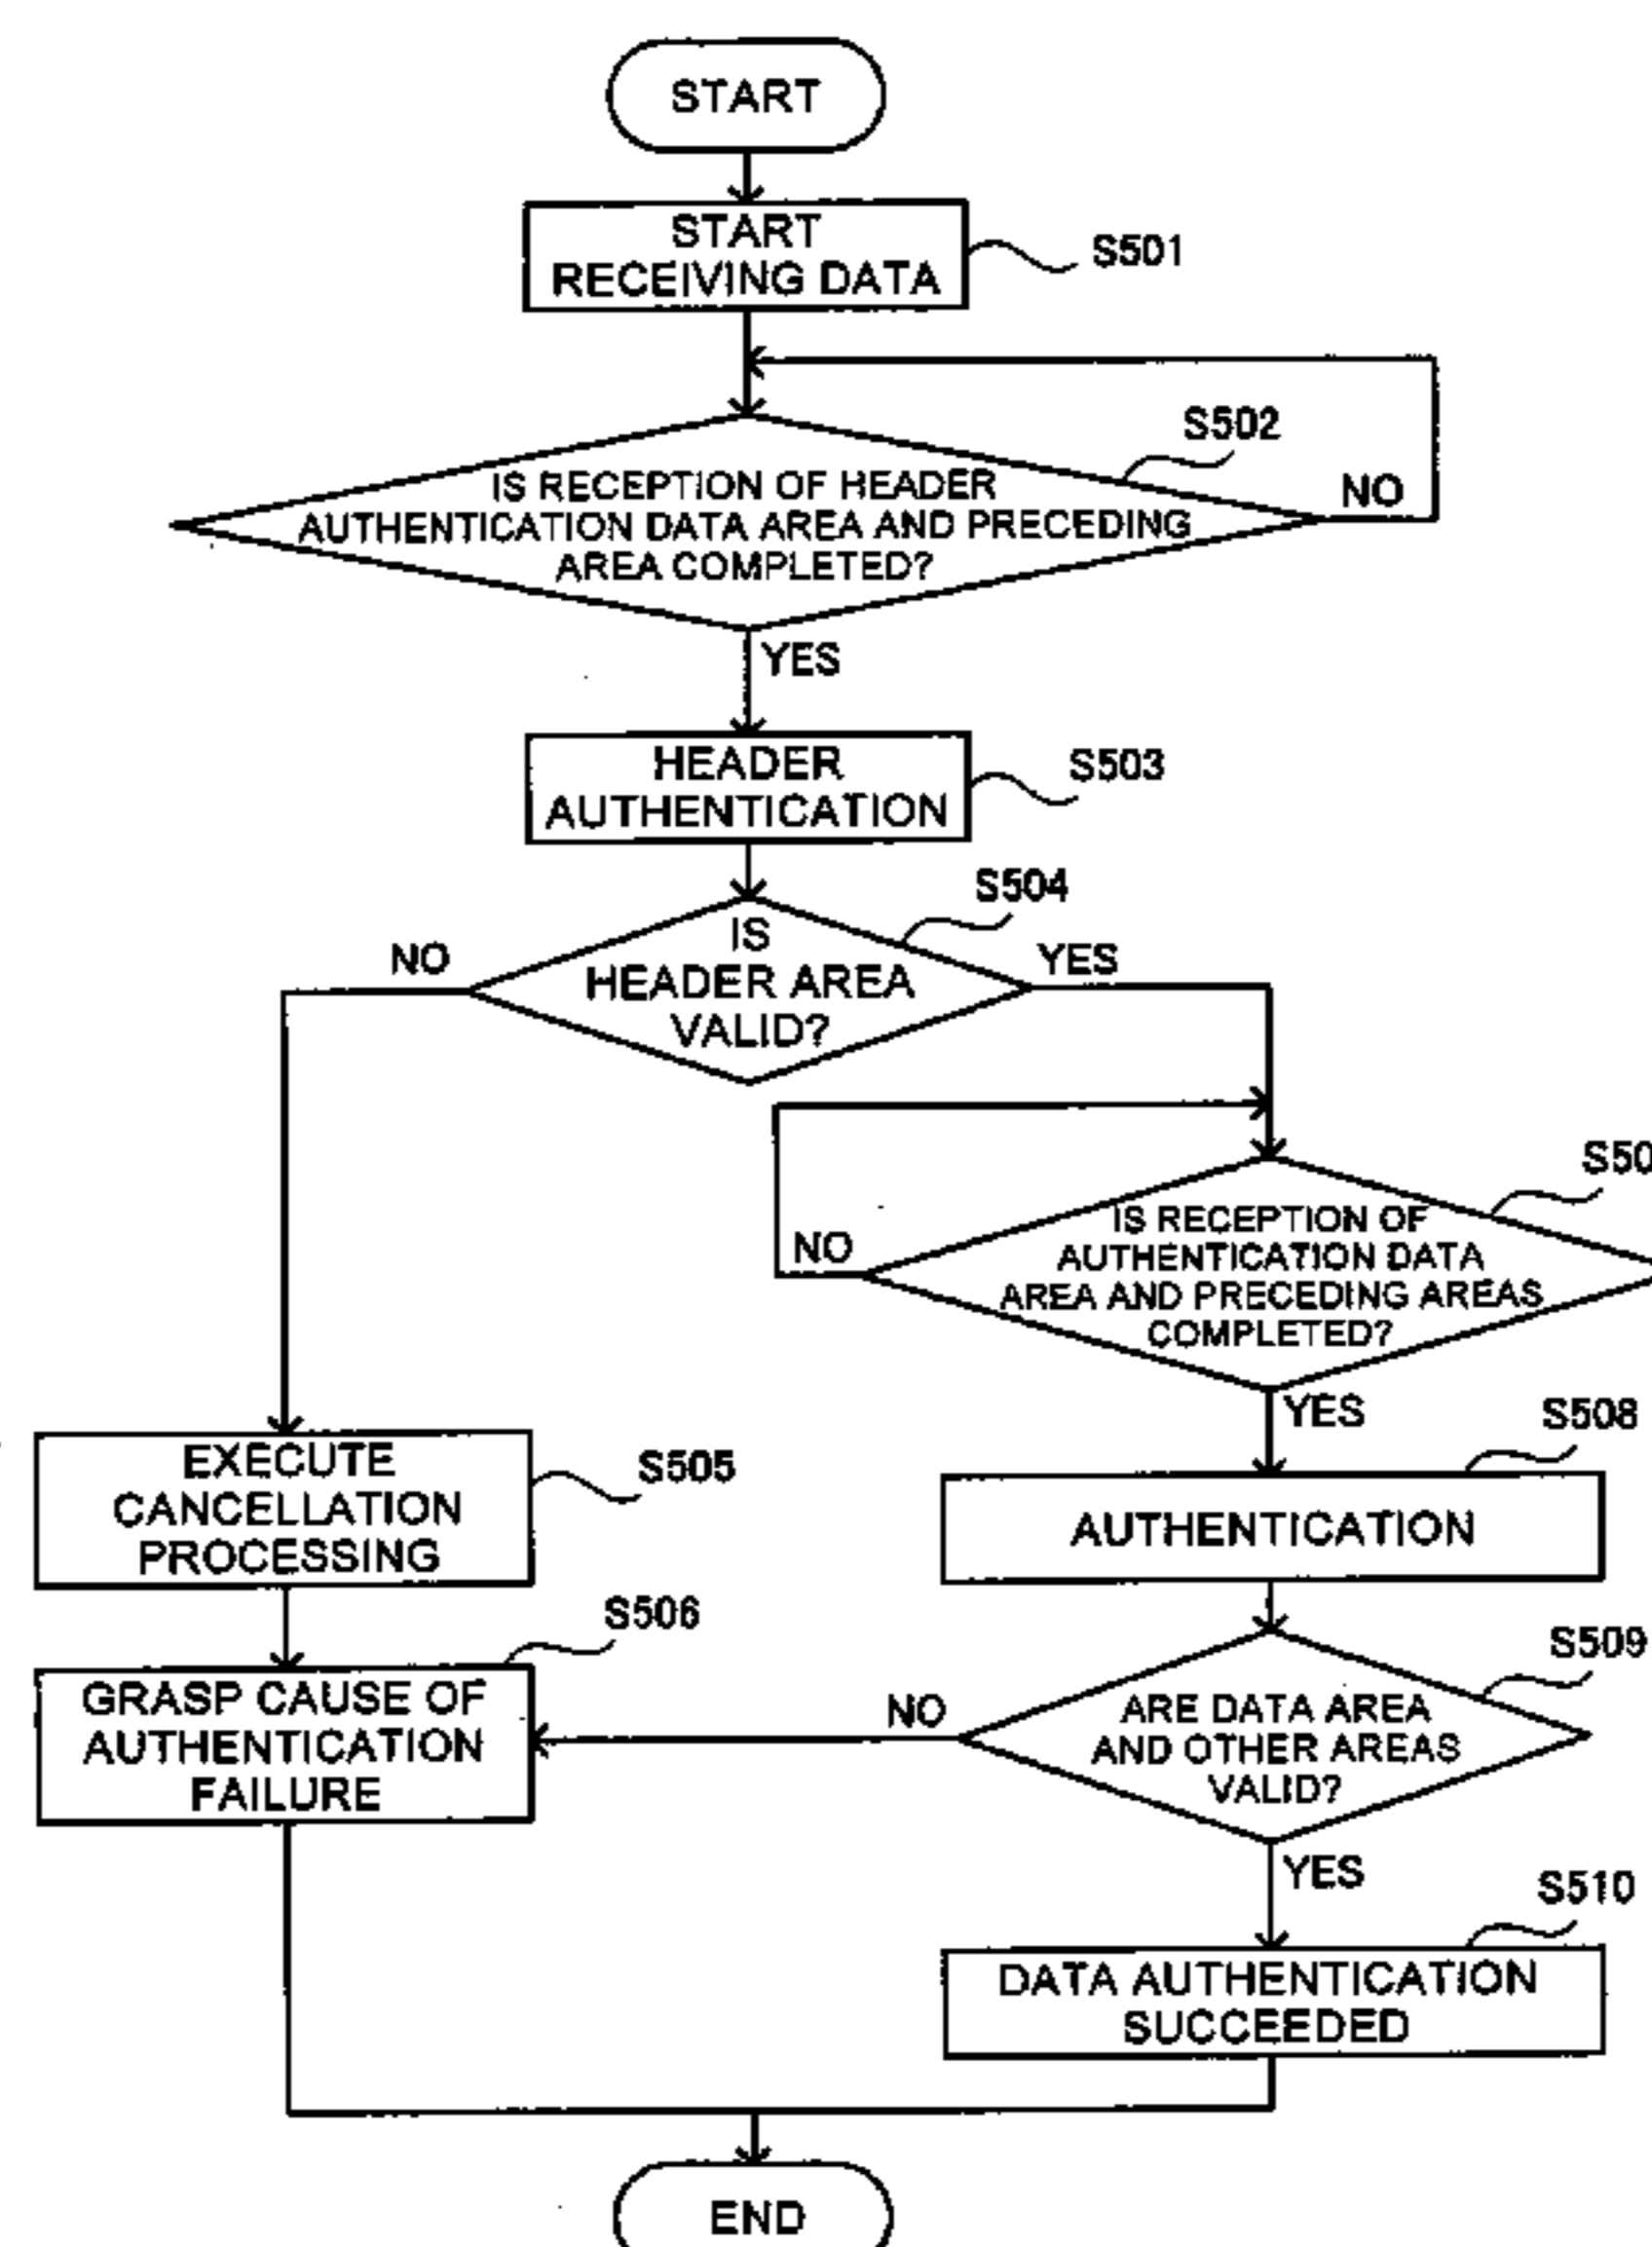 START
START
RECEIVING DATA
S501
S502
IS RECEPTION OF HEADER
AUTHENTICATION DATA AREA AND PRECEDING
AREA COMPLETED?
NO
YES
HEADER
AUTHENTICATION
S503
S504
IS
HEADER AREA
VALID?
NO
YES
S50
IS RECEPTION OF
AUTHENTICATION DATA
AREA AND PRECEDING AREAS
COMPLETED?
NO
YES
EXECUTE
CANCELLATION
PROCESSING
S505
S508
AUTHENTICATION
S506
GRASP CAUSE OF
AUTHENTICATION
FAILURE
S509
ARE DATA AREA
AND OTHER AREAS
VALID?
NO
YES
S510
DATA AUTHENTICATION
SUCCEEDED
END